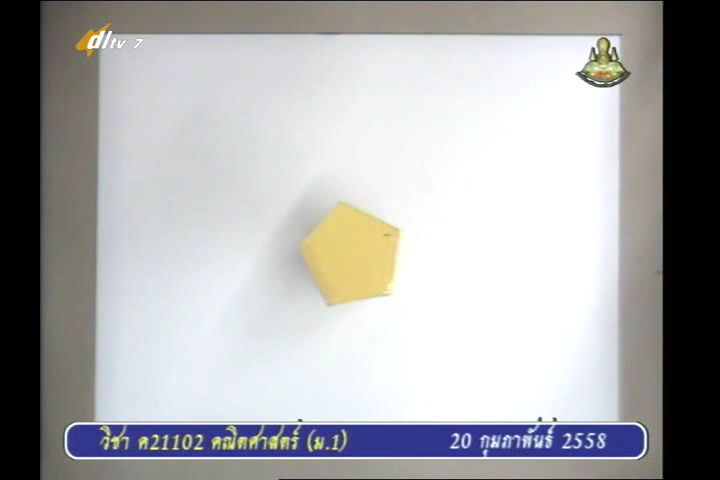 dltv 7
วิชา ค21102 คณิตศาสตร์ (ม.1) 20 กุมภาพันธ์ 2558